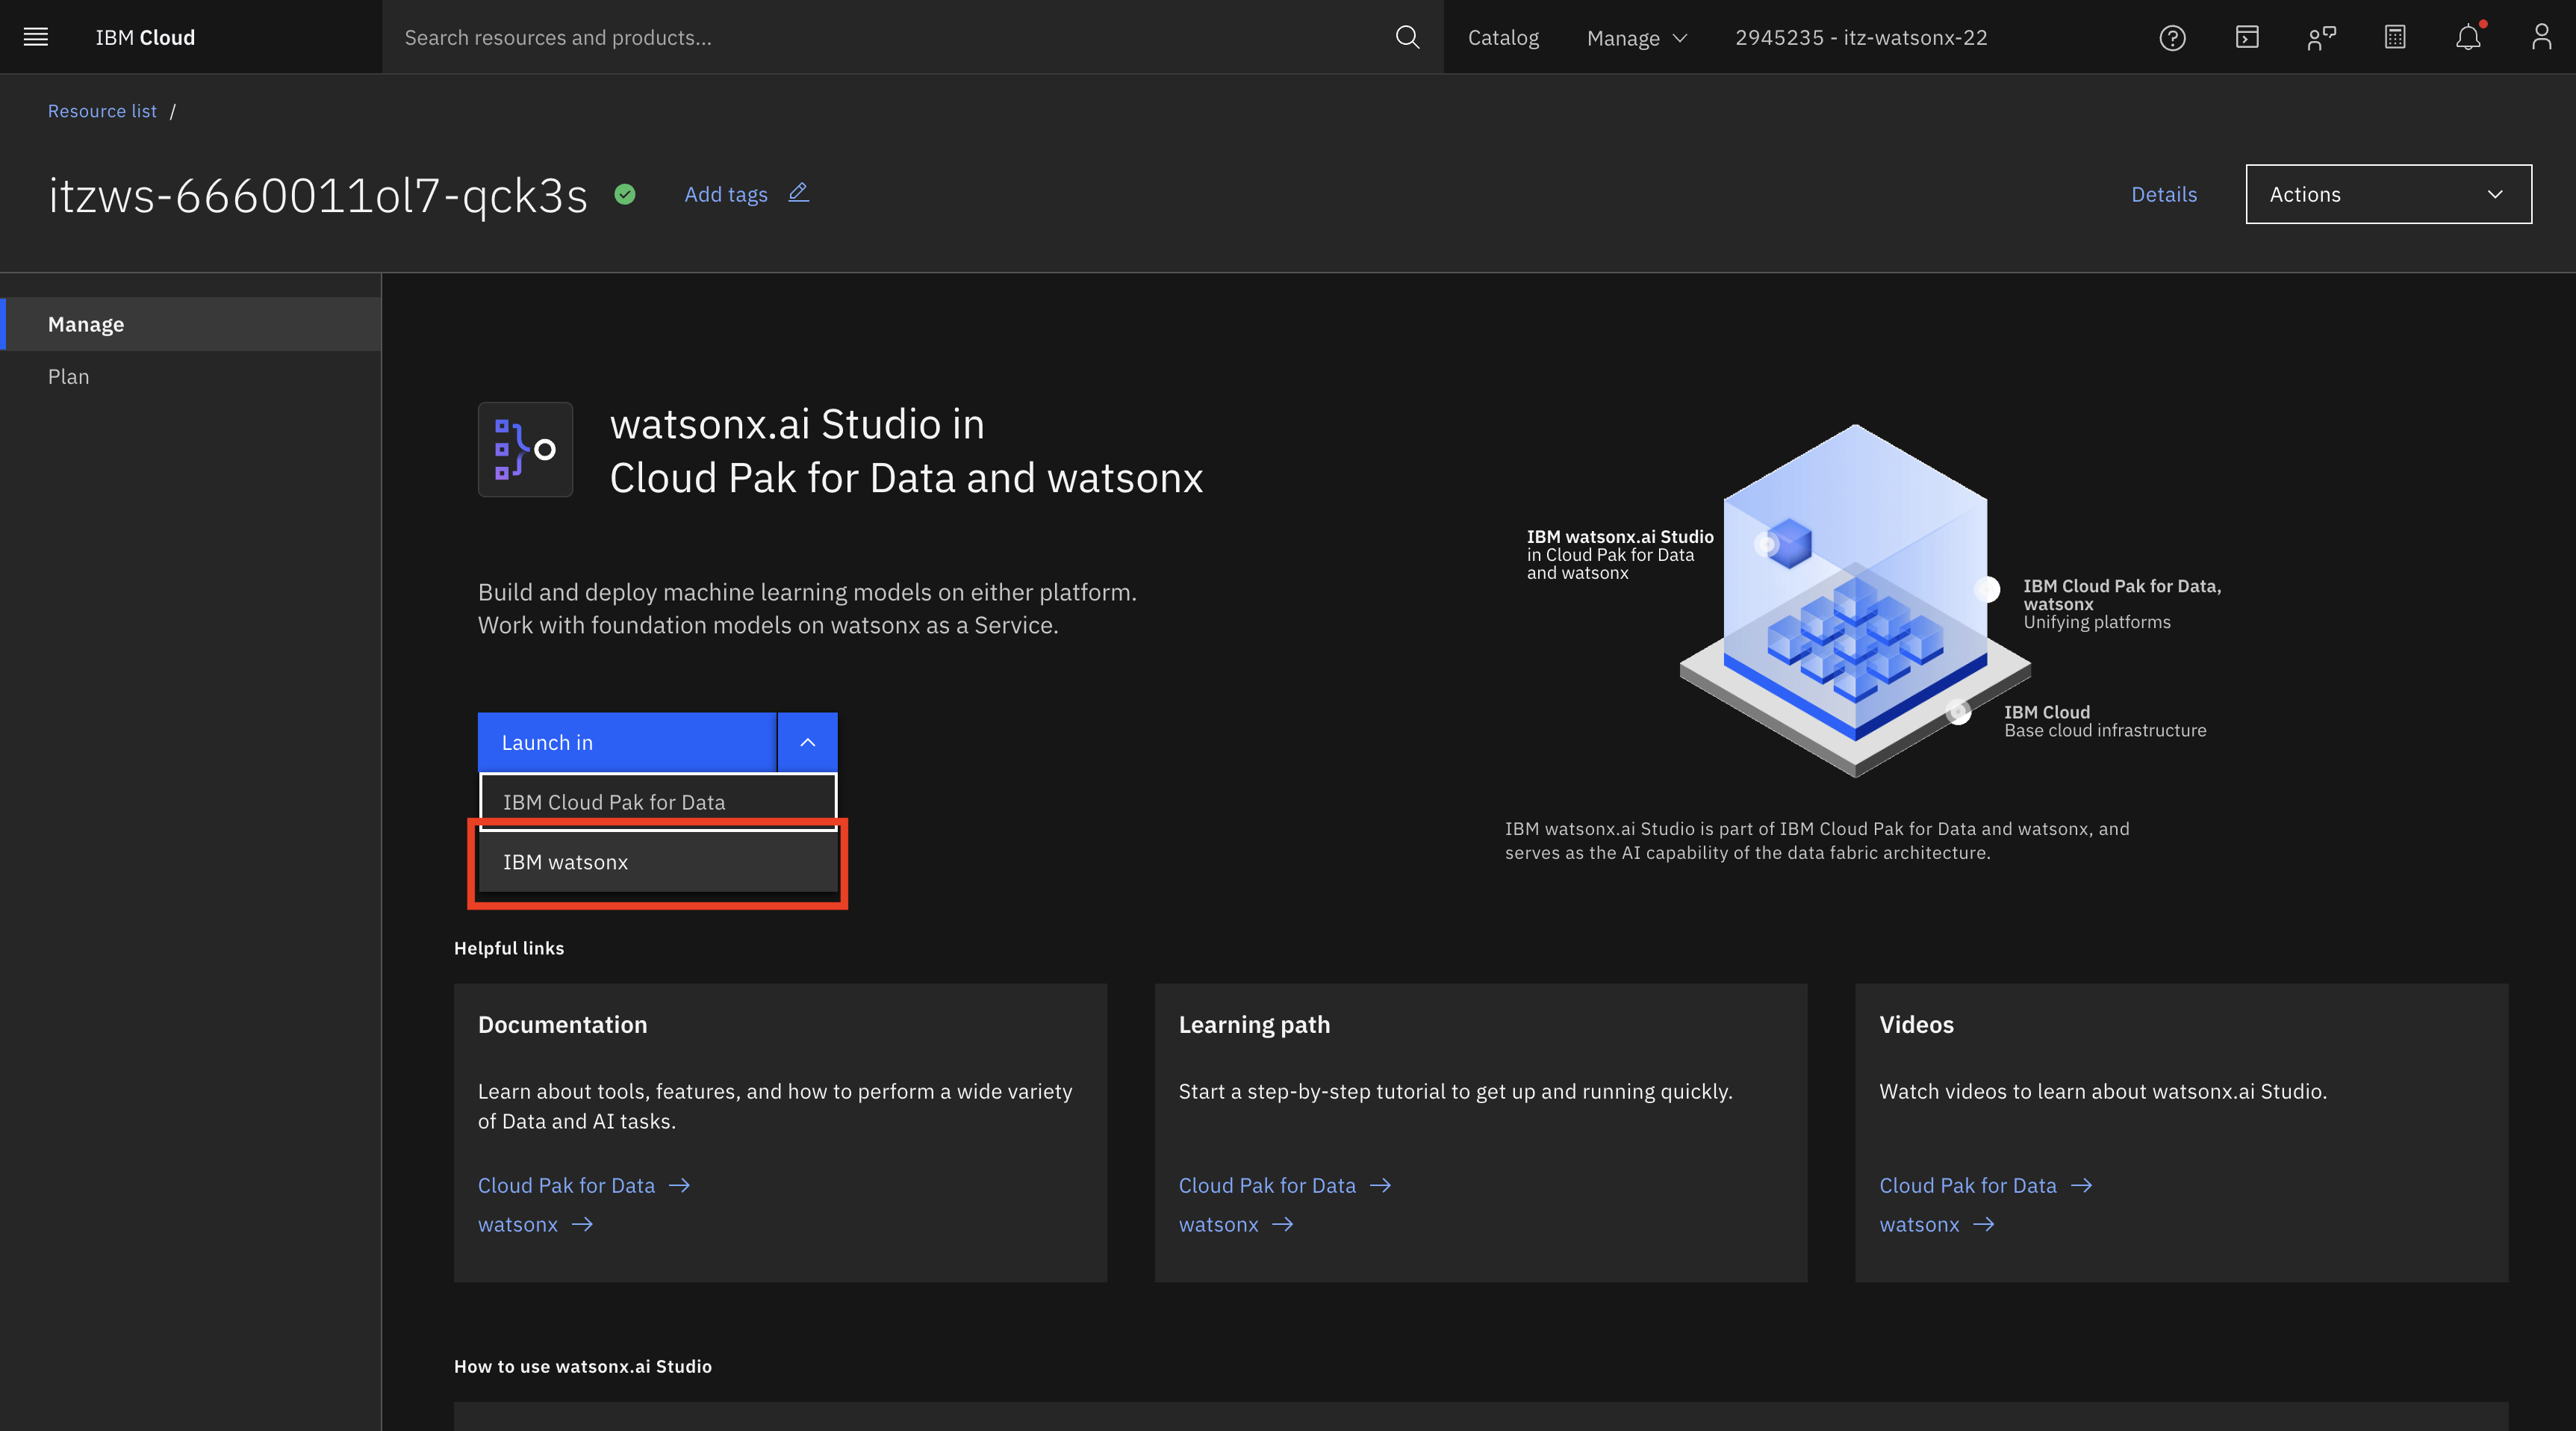 IBM Cloud
Search resources and products...
Catalog
Manage
2945235 - itz-watsonx-22
Resource list /
itzws-6660011ol7-qck3s
Add tags
Details
Actions
Manage
Plan
watsonx.ai Studio in
Cloud Pak for Data and watsonx
Build and deploy machine learning models on either platform.
Work with foundation models on watsonx as a Service.
Launch in
IBM Cloud Pak for Data
IBM watsonx
IBM watsonx.ai Studio
in Cloud Pak for Data
and watsonx
IBM Cloud Pak for Data,
watsonx
Unifying platforms
IBM Cloud
Base cloud infrastructure
IBM watsonx.ai Studio is part of IBM Cloud Pak for Data and watsonx, and
serves as the AI capability of the data fabric architecture.
Helpful links
Documentation
Learn about tools, features, and how to perform a wide variety
of Data and AI tasks.
Cloud Pak for Data
watsonx
Learning path
Start a step-by-step tutorial to get up and running quickly.
Cloud Pak for Data
watsonx
Videos
Watch videos to learn about watsonx.ai Studio.
Cloud Pak for Data
watsonx
How to use watsonx.ai Studio